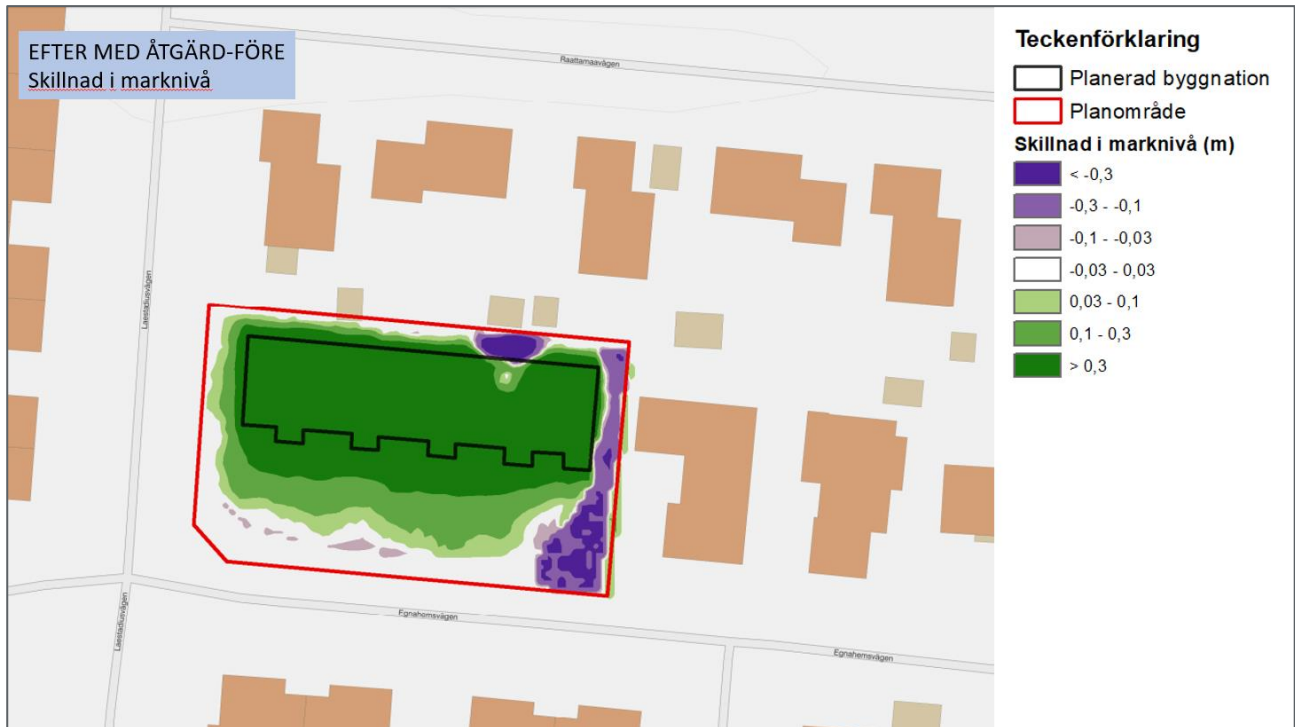 EFTER MED ÅTGÄRD-FÖRE
Skillnad i marknivå
Raattamaavägen
Laestadiusvägen
Laestadiusvägen
Egnahemsvägen
Egnahemsvägen
Teckenförklaring
Planerad byggnation
Planområde
Skillnad i marknivå (m)
< -0,3
-0,3 - -0,1
-0,1 - -0,03
-0,03 - 0,03
0,03 - 0,1
0,1 - 0,3
> 0,3